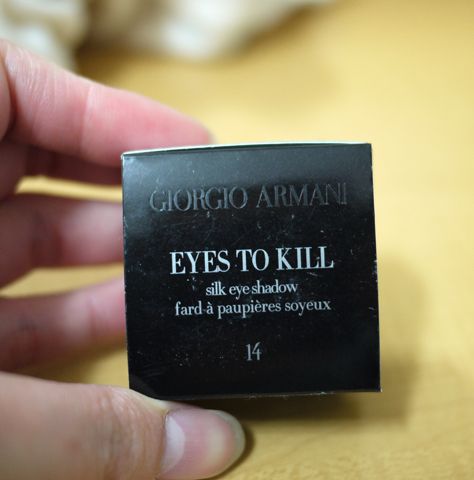 GIORGIO ARMANI
EYES TO KILL
silk eye shadow
fard à paupières soyeux
14